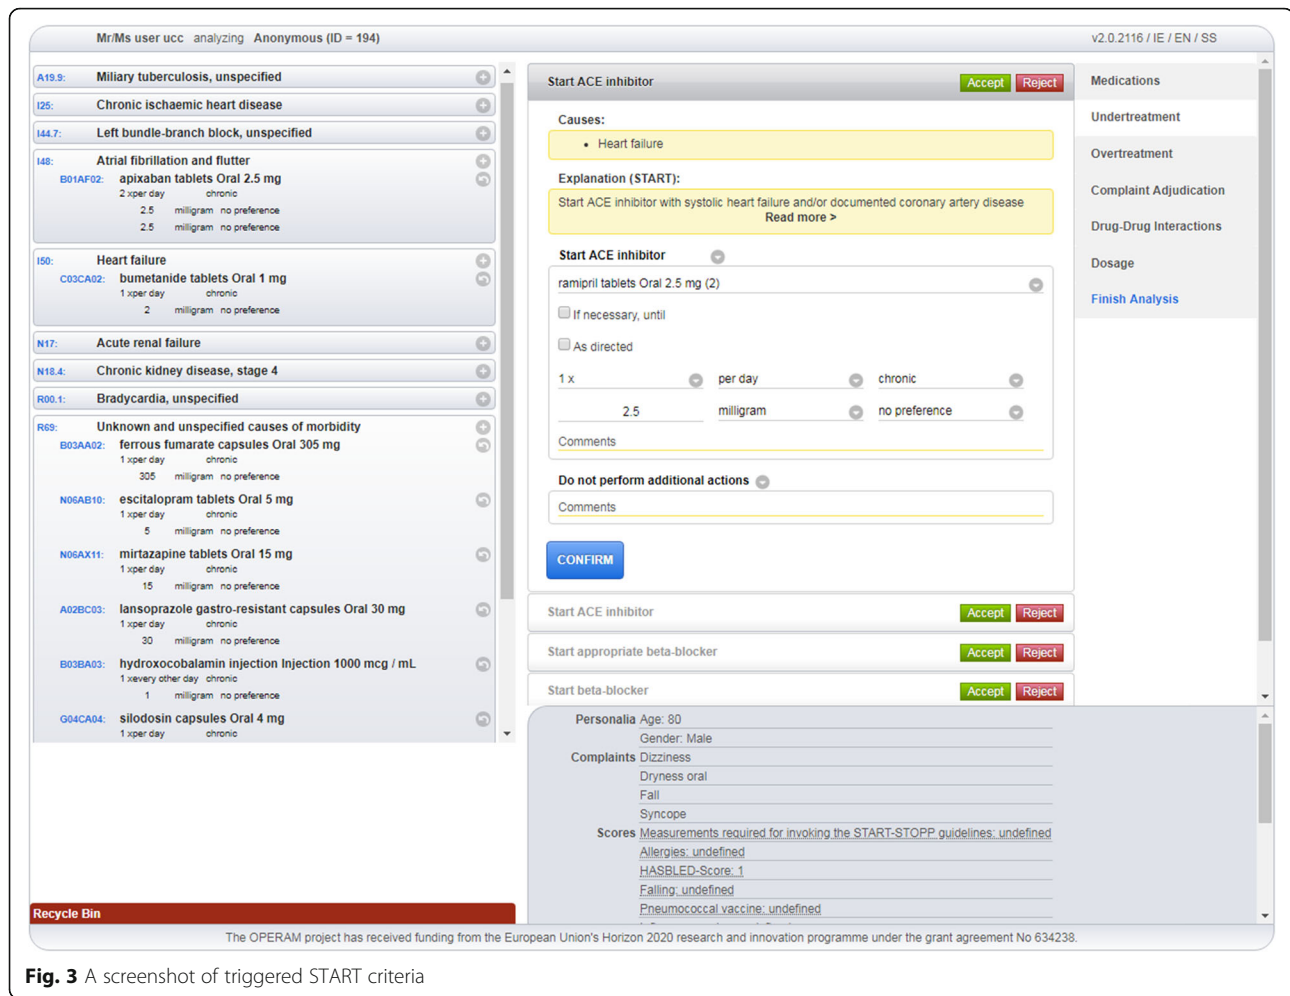 Mr/Ms user ucc analyzing Anonymous (ID = 194)
v2.0.2116 / IE / EN / SS
A19.9: Miliary tuberculosis, unspecified
I25: Chronic ischaemic heart disease
I44.7: Left bundle-branch block, unspecified
I48: Atrial fibrillation and flutter
B01AF02: apixaban tablets Oral 2.5 mg
2 xper day chronic
2.5 milligram no preference
2.5 milligram no preference
I50: Heart failure
C03CA02: bumetanide tablets Oral 1 mg
1 xper day chronic
2 milligram no preference
N17: Acute renal failure
N18.4: Chronic kidney disease, stage 4
R00.1: Bradycardia, unspecified
R69: Unknown and unspecified causes of morbidity
B03AA02: ferrous fumarate capsules Oral 305 mg
1 xper day chronic
305 milligram no preference
N06AB10: escitalopram tablets Oral 5 mg
1 xper day chronic
5 milligram no preference
N06AX11: mirtazapine tablets Oral 15 mg
1 xper day chronic
15 milligram no preference
A02BC03: lansoprazole gastro-resistant capsules Oral 30 mg
1 xper day chronic
30 milligram no preference
B03BA03: hydroxocobalamin injection Injection 1000 mcg / mL
1 xevery other day chronic
1 milligram no preference
G04CA04: silodosin capsules Oral 4 mg
1 xper day chronic
Recycle Bin
Start ACE inhibitor Accept Reject
Causes:
• Heart failure
Explanation (START):
Start ACE inhibitor with systolic heart failure and/or documented coronary artery disease
Read more >
Start ACE inhibitor
ramipril tablets Oral 2.5 mg (2)
If necessary, until
As directed
1 x per day chronic
2.5 milligram no preference
Comments
Do not perform additional actions
Comments
CONFIRM
Start ACE inhibitor Accept Reject
Start appropriate beta-blocker Accept Reject
Start beta-blocker Accept Reject
Personalia Age: 80
Gender: Male
Complaints Dizziness
Dryness oral
Fall
Syncope
Scores Measurements required for invoking the START-STOPP guidelines: undefined
Allergies: undefined
HASBLED-Score: 1
Falling: undefined
Pneumococcal vaccine: undefined
Medications
Undertreatment
Overtreatment
Complaint Adjudication
Drug-Drug Interactions
Dosage
Finish Analysis
The OPERAM project has received funding from the European Union's Horizon 2020 research and innovation programme under the grant agreement No 634238.
Fig. 3 A screenshot of triggered START criteria